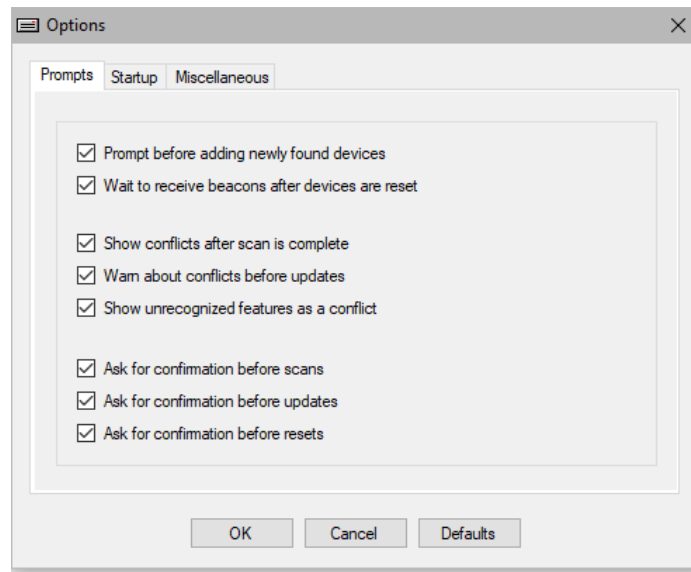 Options
Prompts Startup Miscellaneous
Prompt before adding newly found devices
Wait to receive beacons after devices are reset
Show conflicts after scan is complete
Warn about conflicts before updates
Show unrecognized features as a conflict
Ask for confirmation before scans
Ask for confirmation before updates
Ask for confirmation before resets
OK Cancel Defaults